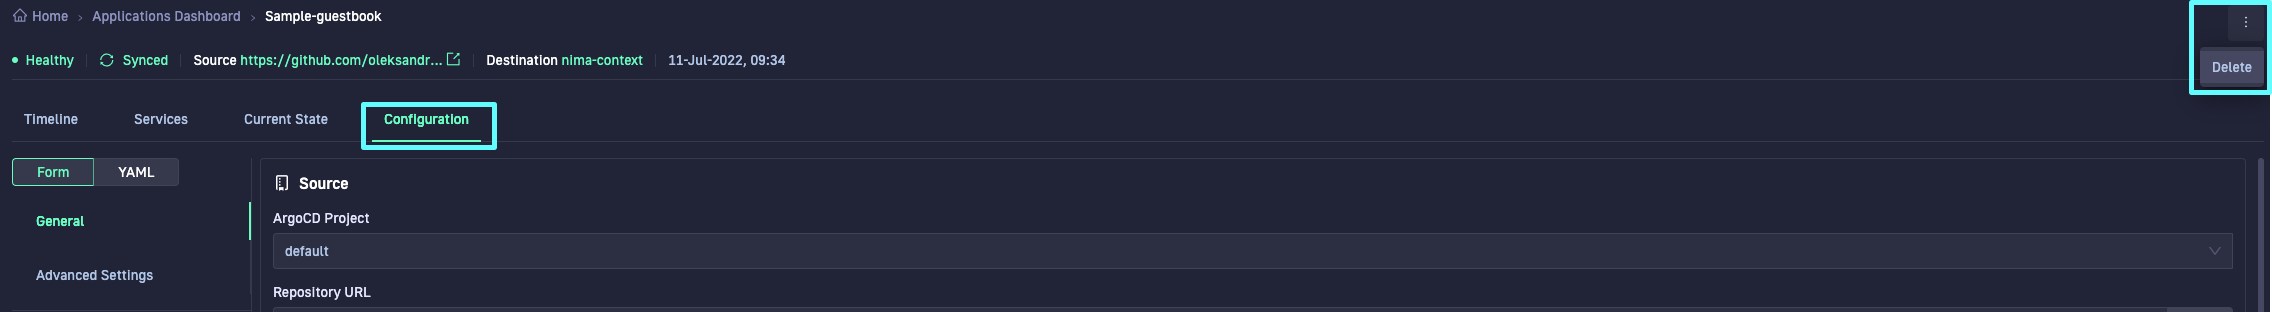 Home › Applications Dashboard › Sample-guestbook
Healthy Synced Source https://github.com/oleksandr... Destination nima-context 11-Jul-2022, 09:34
Delete
Timeline Services Current State Configuration
Form YAML
Source
ArgoCD Project
General
default
Advanced Settings
Repository URL